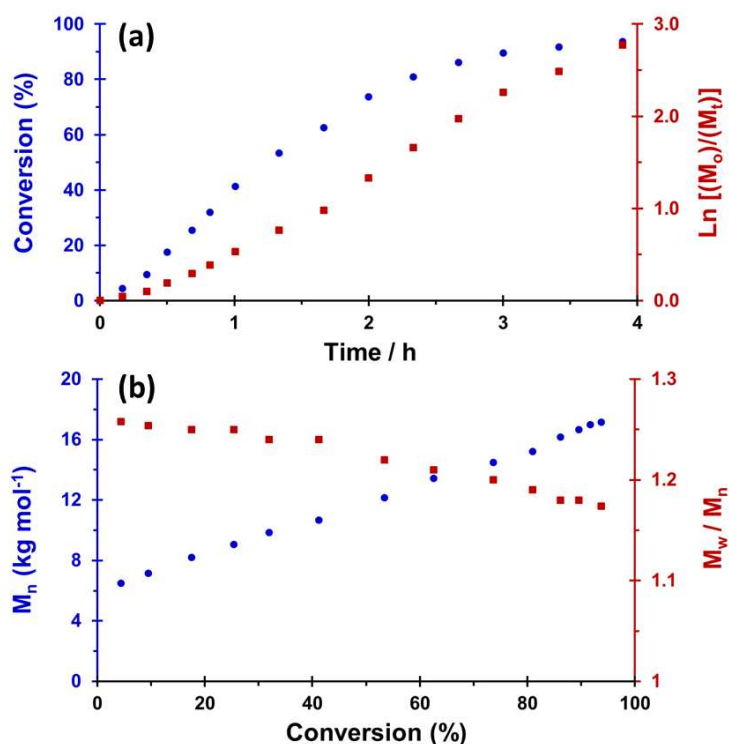 (a)
Conversion (%)
100
80
60
40
20
0
3.0
2.0
1.0
0.0
Ln [(M₀)/(Mₜ)]
0 1 2 3 4
Time / h
(b)
Mₙ (kg mol⁻¹)
20
16
12
8
4
0
1.3
1.2
1.1
1
M_w / Mₙ
0 20 40 60 80 100
Conversion (%)